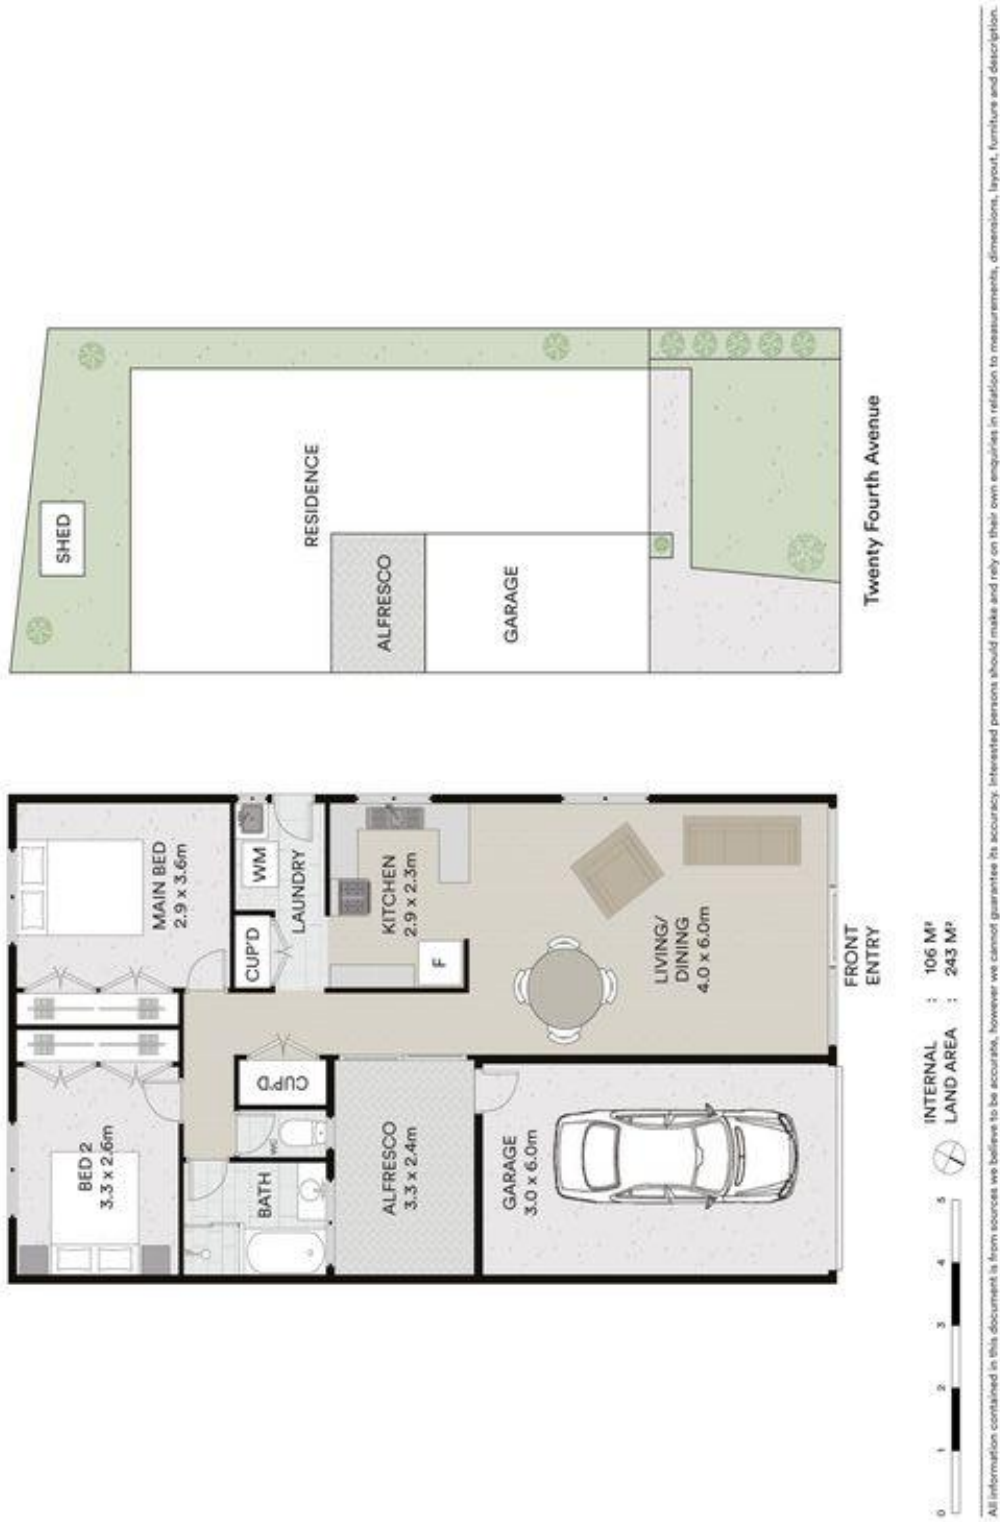 BED 2
3.3 x 2.6m
MAIN BED
2.9 x 3.6m
BATH
WC
CUP'D
CUP'D
WM
LAUNDRY
ALFRESCO
3.3 x 2.4m
KITCHEN
2.9 x 2.3m
F
GARAGE
3.0 x 6.0m
LIVING/
DINING
4.0 x 6.0m
FRONT
ENTRY
SHED
RESIDENCE
ALFRESCO
GARAGE
Twenty Fourth Avenue
0 1 2 3 4 5
INTERNAL : 106 M²
LAND AREA : 243 M²
All information contained in this document is from sources we believe to be accurate, however we cannot guarantee its accuracy. Interested persons should make and rely on their own enquiries in relation to measurements, dimensions, layout, furniture and description.